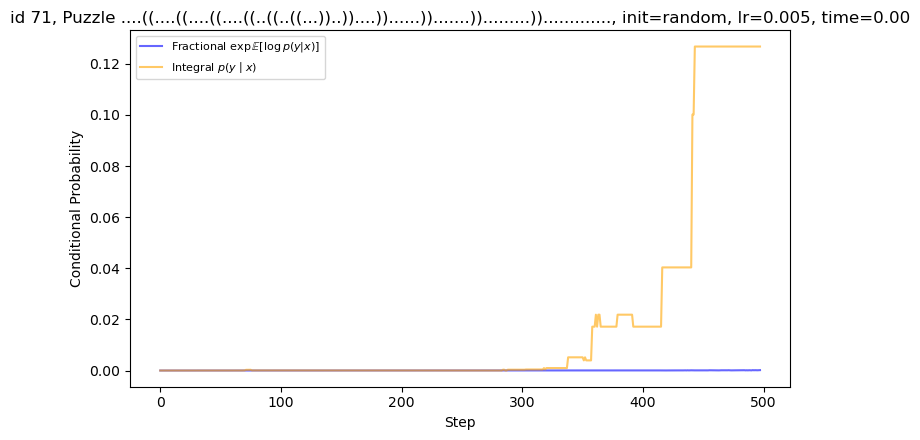 id 71, Puzzle ....((....((....((....((..((..((...))..))....))......)).......)).........))............., init=random, lr=0.005, time=0.00
Fractional exp𝔼[log p(y|x)]
Integral p(y | x)
Conditional Probability
0.12
0.10
0.08
0.06
0.04
0.02
0.00
0 100 200 300 400 500
Step